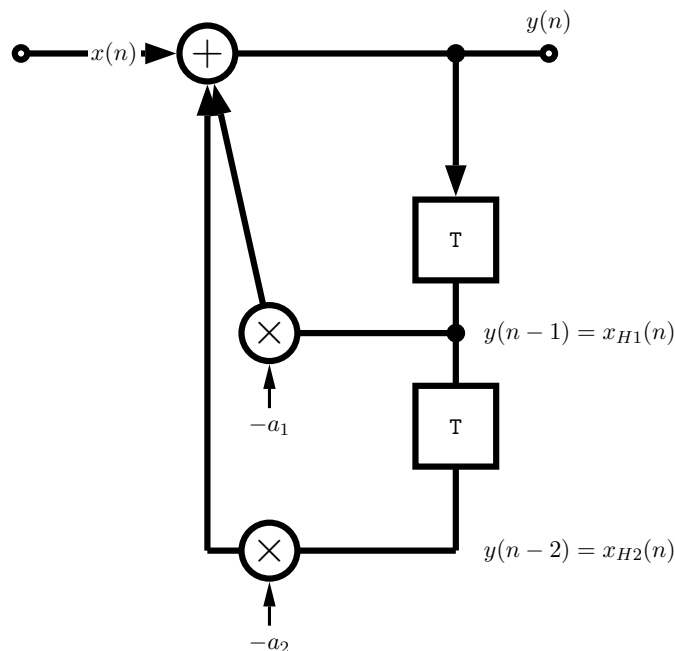 y(n)
x(n)
+
T
× y(n − 1) = x_{H1}(n)
−a_1
T
× y(n − 2) = x_{H2}(n)
−a_2